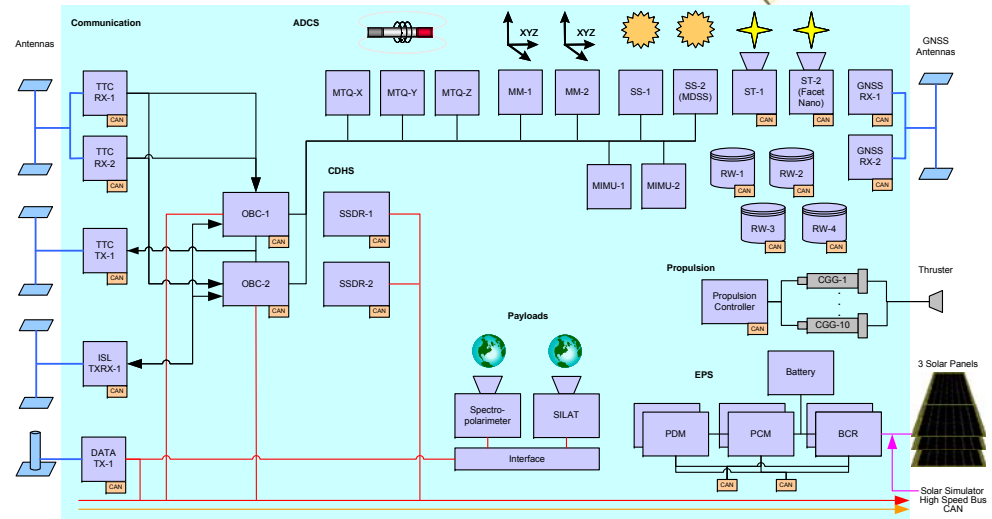 Communication
ADCS
Antennas
GNSS
Antennas
XYZ
XYZ
TTC
RX-1
CAN
MTQ-X
MTQ-Y
MTQ-Z
MM-1
MM-2
SS-1
SS-2
(MDSS)
ST-1
CAN
ST-2
(Facet
Nano)
CAN
GNSS
RX-1
CAN
TTC
RX-2
CAN
GNSS
RX-2
CAN
CDHS
MIMU-1
MIMU-2
RW-1
CAN
RW-2
CAN
OBC-1
CAN
SSDR-1
CAN
RW-3
CAN
RW-4
CAN
TTC
TX-1
CAN
OBC-2
CAN
SSDR-2
CAN
Propulsion
Thruster
Propulsion
Controller
CAN
CGG-1
.
.
.
CGG-10
Payloads
ISL
TXRX-1
CAN
EPS
Battery
3 Solar Panels
Spectro-
polarimeter
SILAT
PDM
PCM
BCR
DATA
TX-1
CAN
Interface
CAN
CAN
Solar Simulator
High Speed Bus
CAN